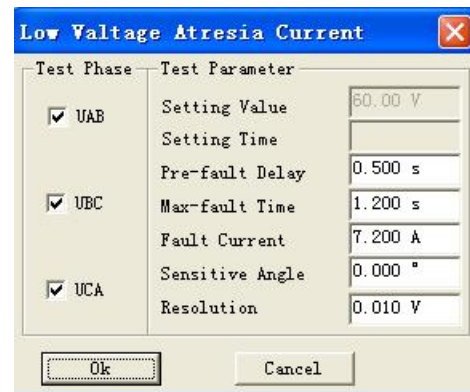 Low Valtage Atresia Current
Test Phase
UAB
UBC
UCA
Test Parameter
Setting Value 60.00 V
Setting Time
Pre-fault Delay 0.500 s
Max-fault Time 1.200 s
Fault Current 7.200 A
Sensitive Angle 0.000 °
Resolution 0.010 V
Ok
Cancel